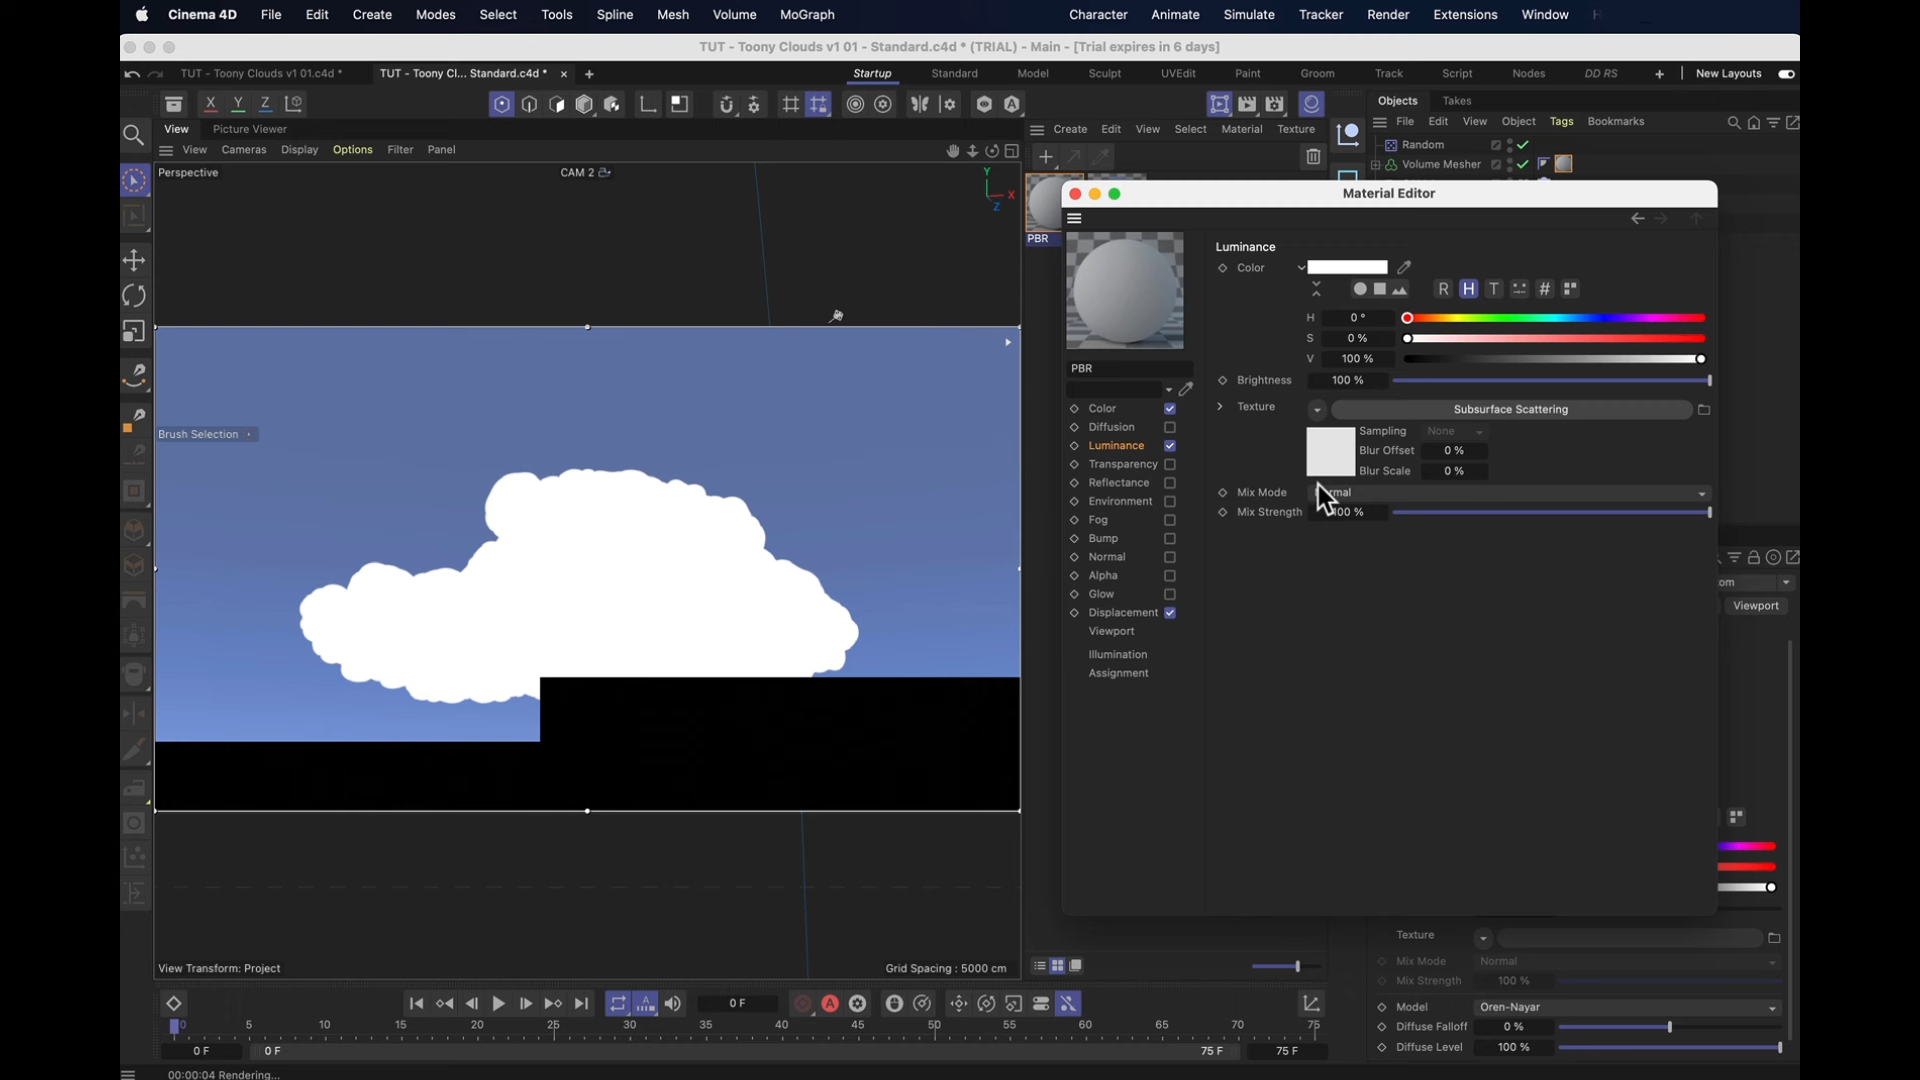 Cinema 4D File Edit Create Modes Select Tools Spline Mesh Volume MoGraph Character Animate Simulate Tracker Render Extensions Window
TUT - Toony Clouds v1 01 - Standard.c4d * (TRIAL) - Main - [Trial expires in 6 days]
TUT - Toony Clouds v1 01.c4d * TUT - Toony Cl... Standard.c4d * Startup Standard Model Sculpt UVEdit Paint Groom Track Script Nodes DD RS New Layouts
X Y Z Objects Takes
View Picture Viewer Create Edit View Select Material Texture File Edit View Object Tags Bookmarks
View Cameras Display Options Filter Panel
Random
Volume Mesher
Perspective CAM 2
Y
X
Z
Material Editor
PBR
Luminance
Color
R H T #
H 0 °
S 0 %
V 100 %
PBR
Brightness 100 %
Texture Subsurface Scattering
Sampling None
Blur Offset 0 %
Blur Scale 0 %
Mix Mode
Mix Strength 100 %
Color
Diffusion
Luminance
Transparency
Reflectance
Environment
Fog
Bump
Normal
Alpha
Glow
Displacement
Viewport
Illumination
Assignment
Brush Selection
Viewport
View Transform: Project Grid Spacing : 5000 cm
Texture
Mix Mode Normal
Mix Strength 100 %
Model Oren-Nayar
Diffuse Falloff 0 %
Diffuse Level 100 %
0 F
0 5 10 15 20 25 30 35 40 45 50 55 60 65 70 75
0 F 0 F 75 F 75 F
00:00:04 Rendering...